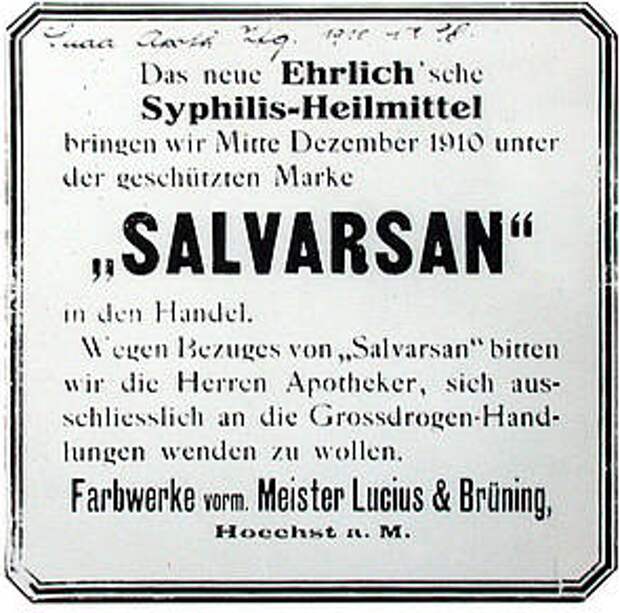 Das neue Ehrlich'sche
Syphilis-Heilmittel
bringen wir Mitte Dezember 1910 unter
der geschützten Marke
„SALVARSAN“
in den Handel.
Wegen Bezuges von „Salvarsan“ bitten
wir die Herren Apotheker, sich aus-
schliesslich an die Grossdrogen-Hand-
lungen wenden zu wollen.
Farbwerke vorm. Meister Lucius & Brüning,
Hoechst a. M.